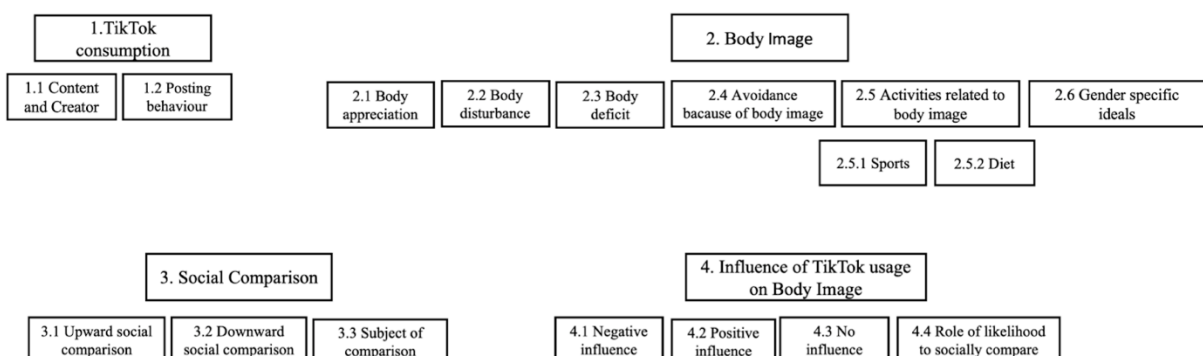 1.TikTok
consumption
1.1 Content
and Creator
1.2 Posting
behaviour
2. Body Image
2.1 Body
appreciation
2.2 Body
disturbance
2.3 Body
deficit
2.4 Avoidance
bacause of body image
2.5 Activities related to
body image
2.6 Gender specific
ideals
2.5.1 Sports
2.5.2 Diet
3. Social Comparison
3.1 Upward social
comparison
3.2 Downward
social comparison
3.3 Subject of
comparison
4. Influence of TikTok usage
on Body Image
4.1 Negative
influence
4.2 Positive
influence
4.3 No
influence
4.4 Role of likelihood
to socially compare